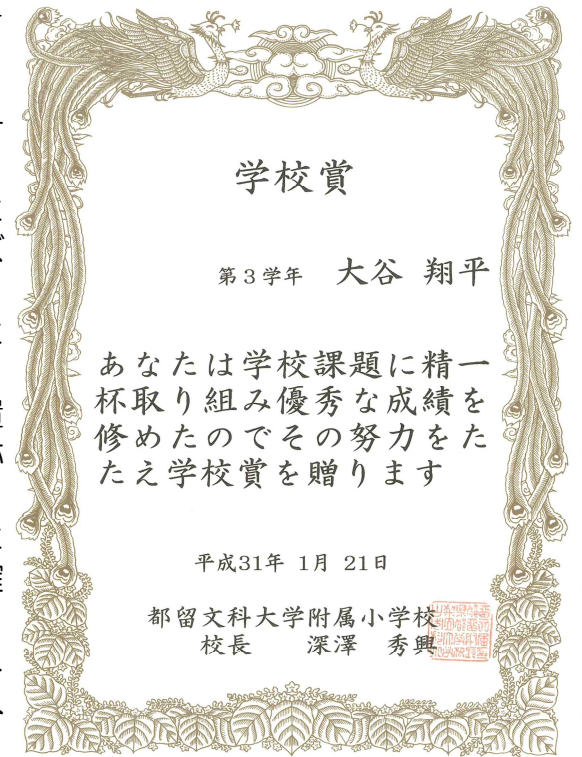 学校賞
第3学年 大谷 翔平
あなたは学校課題に精一
杯取り組み優秀な成績を
修めたのでその努力をた
たえ学校賞を贈ります
平成31年 1月 21日
都留文科大学附属小学校
校長 深澤 秀興